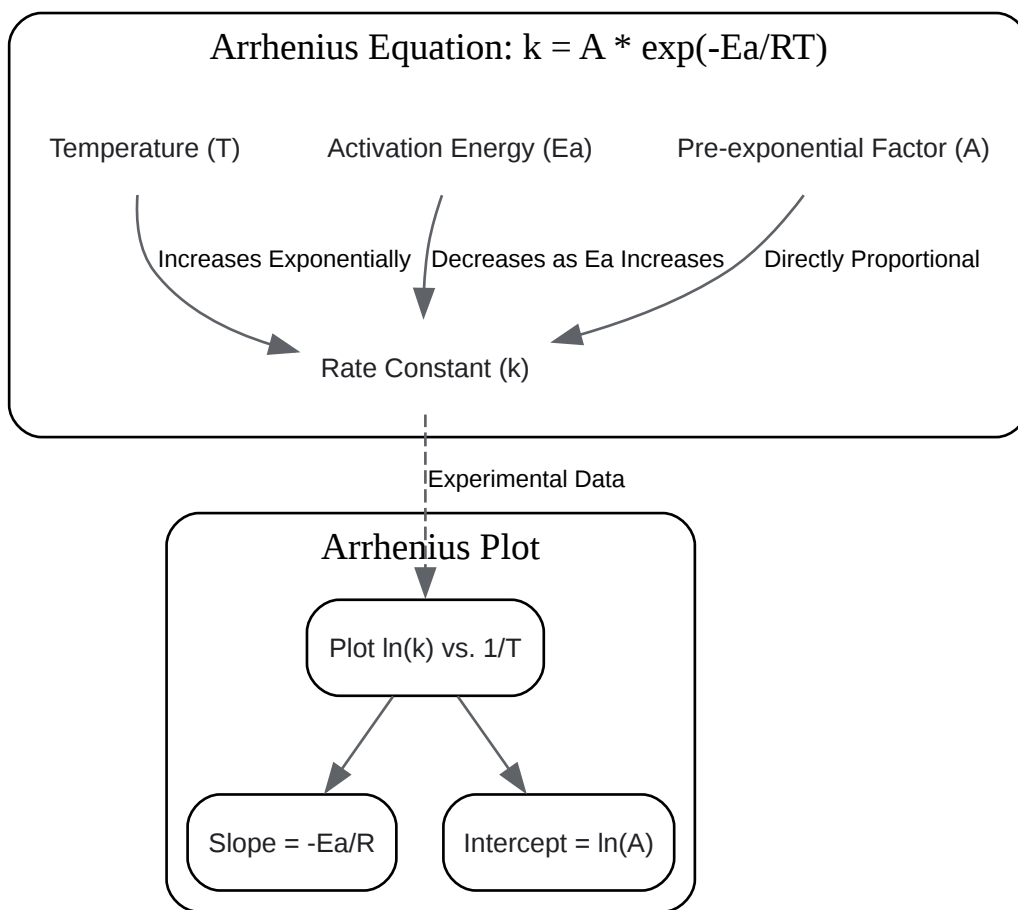 Arrhenius Equation: k = A * exp(-Ea/RT)
Temperature (T)
Activation Energy (Ea)
Pre-exponential Factor (A)
Increases Exponentially
Decreases as Ea Increases
Directly Proportional
Rate Constant (k)
Experimental Data
Arrhenius Plot
Plot ln(k) vs. 1/T
Slope = -Ea/R
Intercept = ln(A)